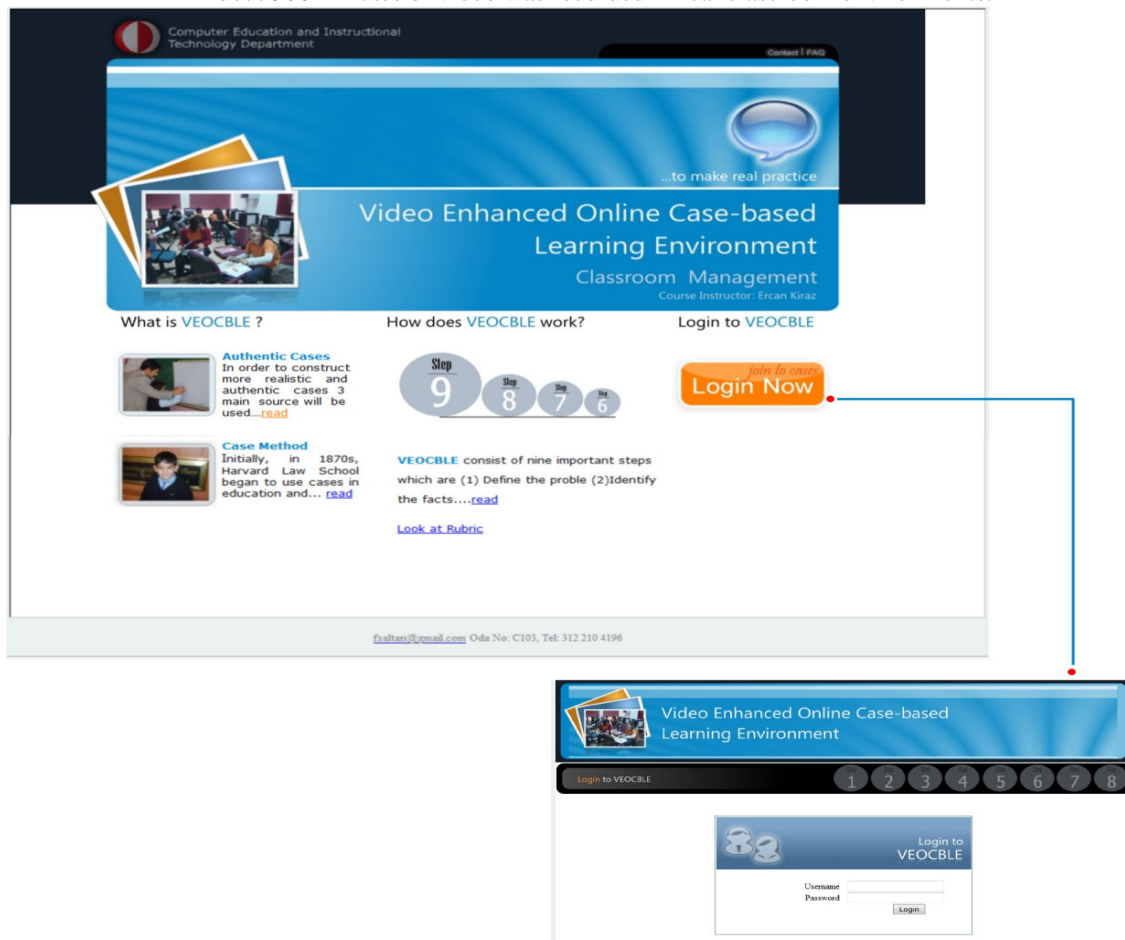 Computer Education and Instructional
Technology Department
Contact | FAQ
...to make real practice
Video Enhanced Online Case-based
Learning Environment
Classroom Management
Course Instructor: Ercan Kiraz
What is VEOCBLE ?
How does VEOCBLE work?
Login to VEOCBLE
Authentic Cases
In order to construct
more realistic and
authentic cases 3
main source will be
used...read
Step
9
Step
8
Step
7
Step
6
join to cases
Login Now
Case Method
Initially, in 1870s,
Harvard Law School
began to use cases in
education and... read
VEOCBLE consist of nine important steps
which are (1) Define the proble (2)Identify
the facts....read
Look at Rubric
fsaltan@gmail.com Oda No: C103, Tel: 312 210 4196
Video Enhanced Online Case-based
Learning Environment
Login to VEOCBLE
1 2 3 4 5 6 7 8
Login to
VEOCBLE
Username
Password
Login